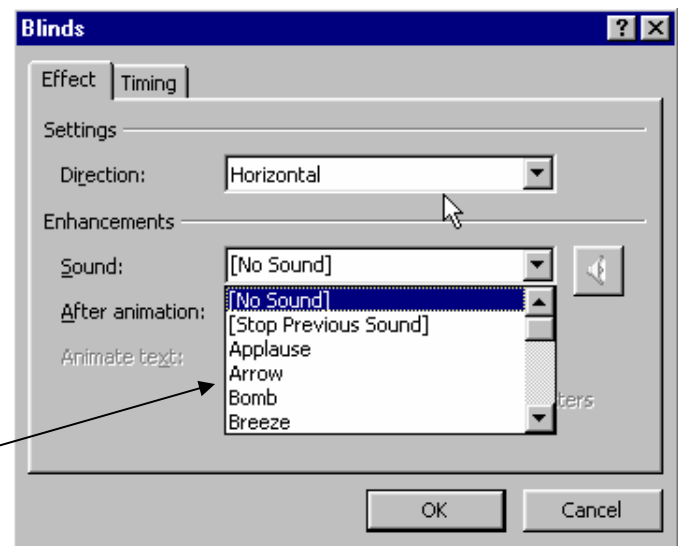 Blinds
Effect Timing
Settings
Direction: Horizontal
Enhancements
Sound: [No Sound]
[No Sound]
After animation:
[Stop Previous Sound]
Applause
Animate text:
Arrow
Bomb
Breeze
OK Cancel